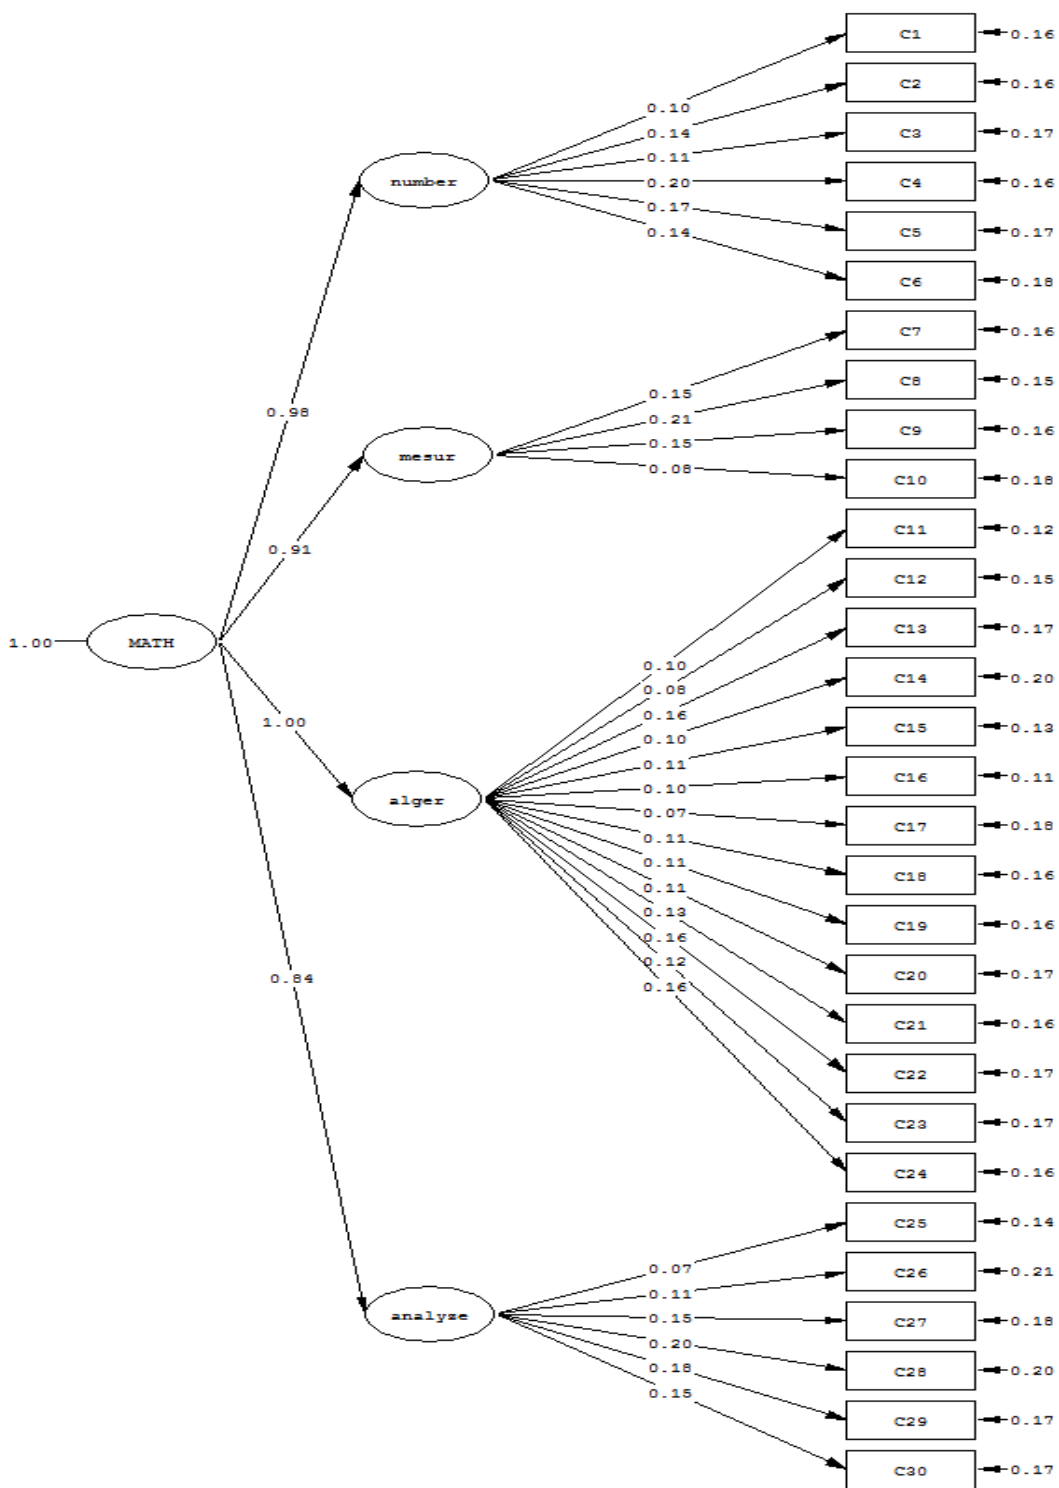 C1 0.16
C2 0.16
0.10
0.14
C3 0.17
0.11
number 0.20 C4 0.16
0.17
C5 0.17
0.14
C6 0.18
C7 0.16
C8 0.15
0.15
0.98
0.21
C9 0.16
0.15
mesur
0.08
C10 0.18
C11 0.12
0.91
C12 0.15
C13 0.17
1.00 MATH
0.10
C14 0.20
0.08
0.16
1.00
C15 0.13
0.10
0.11
C16 0.11
0.10
alger
0.07
C17 0.18
0.11
0.11
C18 0.16
0.11
0.13
C19 0.16
0.16
0.12
C20 0.17
0.84
0.16
C21 0.16
C22 0.17
C23 0.17
C24 0.16
C25 0.14
0.07
C26 0.21
0.11
analyze 0.15 C27 0.18
0.20
0.18
C28 0.20
0.15
C29 0.17
C30 0.17